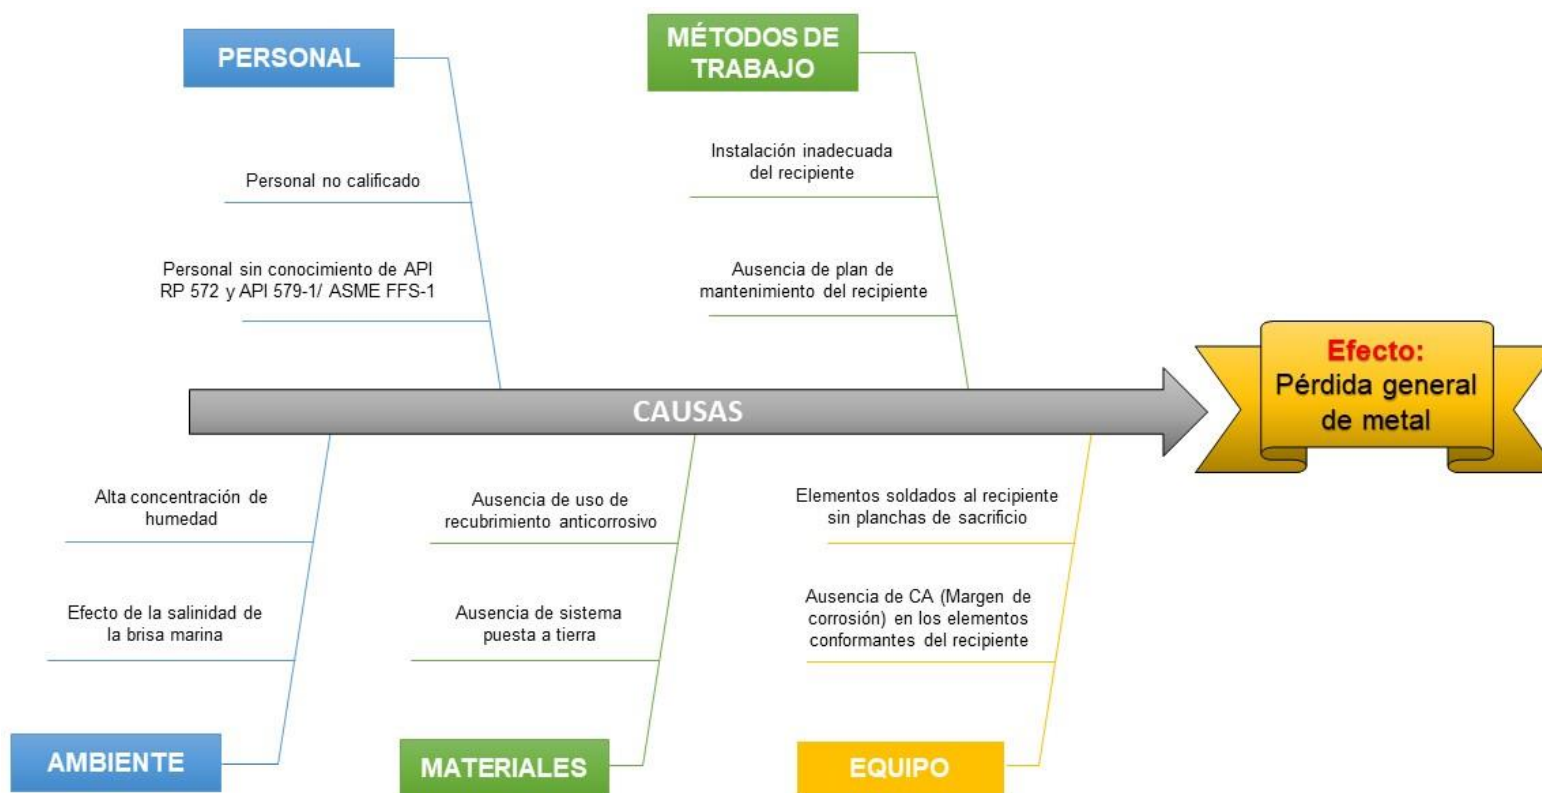 PERSONAL
MÉTODOS DE
TRABAJO
Personal no calificado
Personal sin conocimiento de API
RP 572 y API 579-1/ ASME FFS-1
Instalación inadecuada
del recipiente
Ausencia de plan de
mantenimiento del recipiente
CAUSAS
Efecto:
Pérdida general
de metal
Alta concentración de
humedad
Efecto de la salinidad de
la brisa marina
Ausencia de uso de
recubrimiento anticorrosivo
Ausencia de sistema
puesta a tierra
Elementos soldados al recipiente
sin planchas de sacrificio
Ausencia de CA (Margen de
corrosión) en los elementos
conformantes del recipiente
AMBIENTE
MATERIALES
EQUIPO